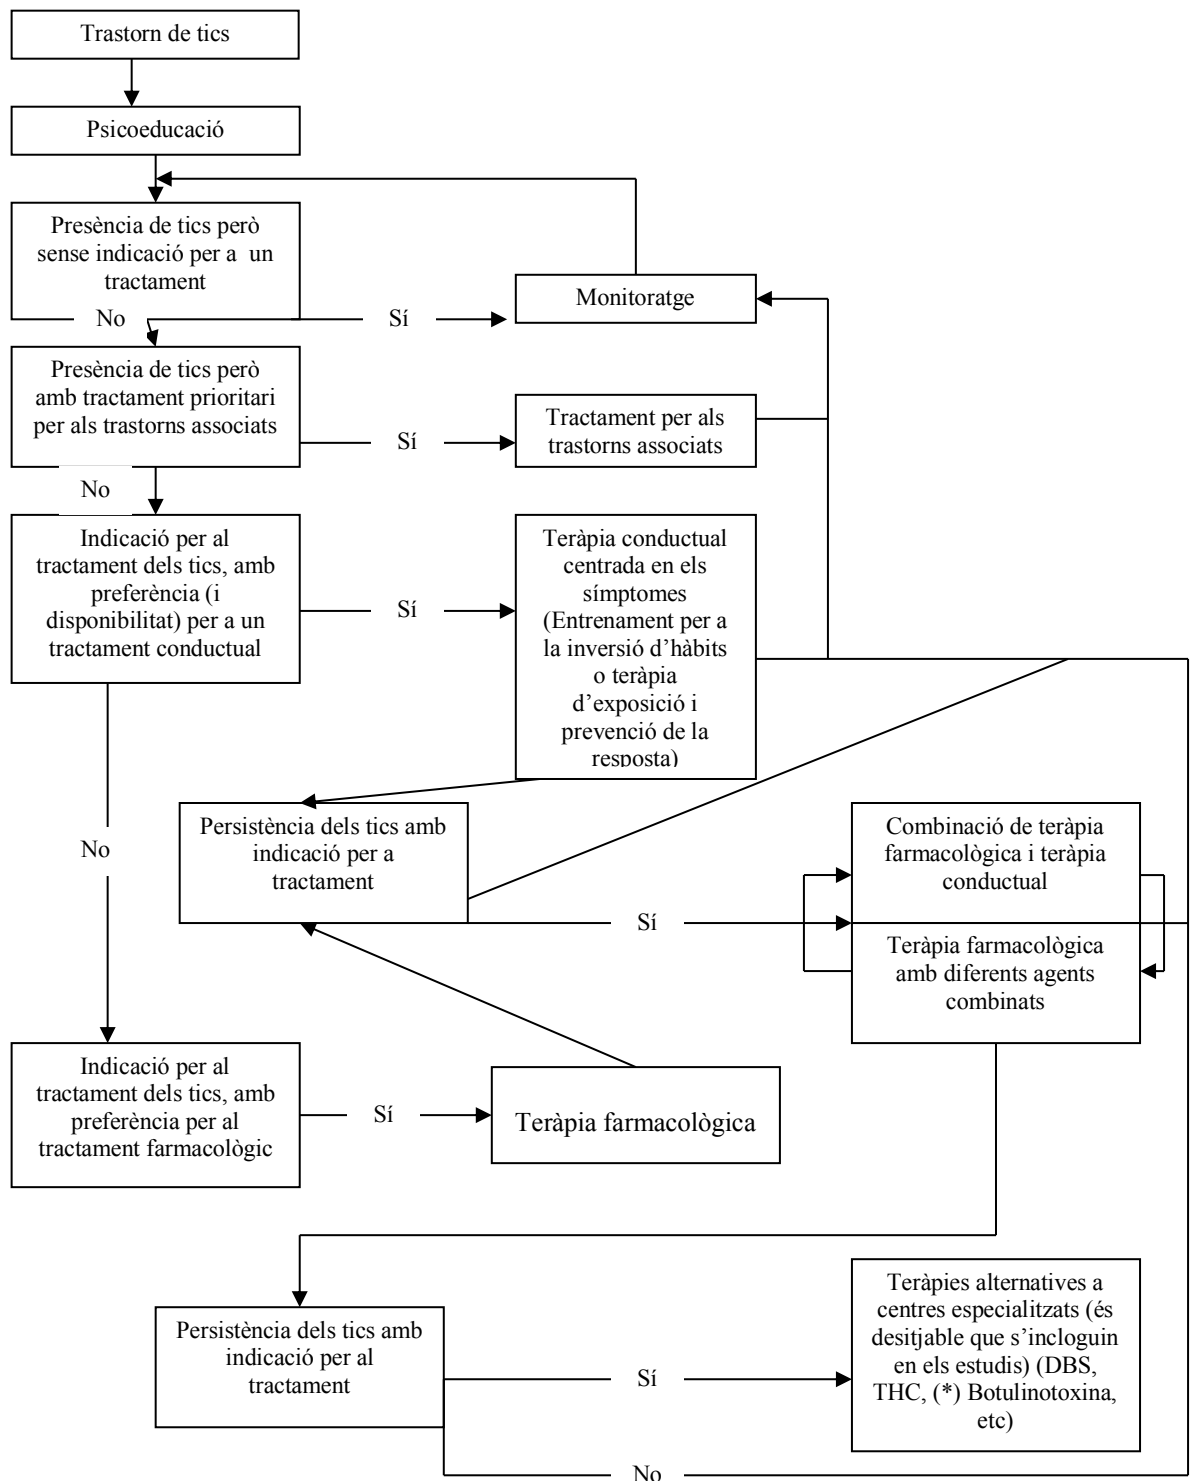 Trastorn de tics
Psicoeducació
Presència de tics però
sense indicació per a un
tractament
Monitoratge
No
Sí
Presència de tics però
amb tractament prioritari
per als trastorns associats
Sí
Tractament per als
trastorns associats
No
Indicació per al
tractament dels tics, amb
preferència (i
disponibilitat) per a un
tractament conductual
Sí
Teràpia conductual
centrada en els
símptomes
(Entrenament per a
la inversió d’hàbits
o teràpia
d’exposició i
prevenció de la
resposta)
No
Persistència dels tics amb
indicació per a
tractament
Sí
Combinació de teràpia
farmacològica i teràpia
conductual
Teràpia farmacològica
amb diferents agents
combinats
Indicació per al
tractament dels tics, amb
preferència per al
tractament farmacològic
Sí
Teràpia farmacològica
Persistència dels tics amb
indicació per al
tractament
Sí
Teràpies alternatives a
centres especialitzats (és
desitjable que s’incloguin
en els estudis) (DBS,
THC, (*) Botulinotoxina,
etc)
No